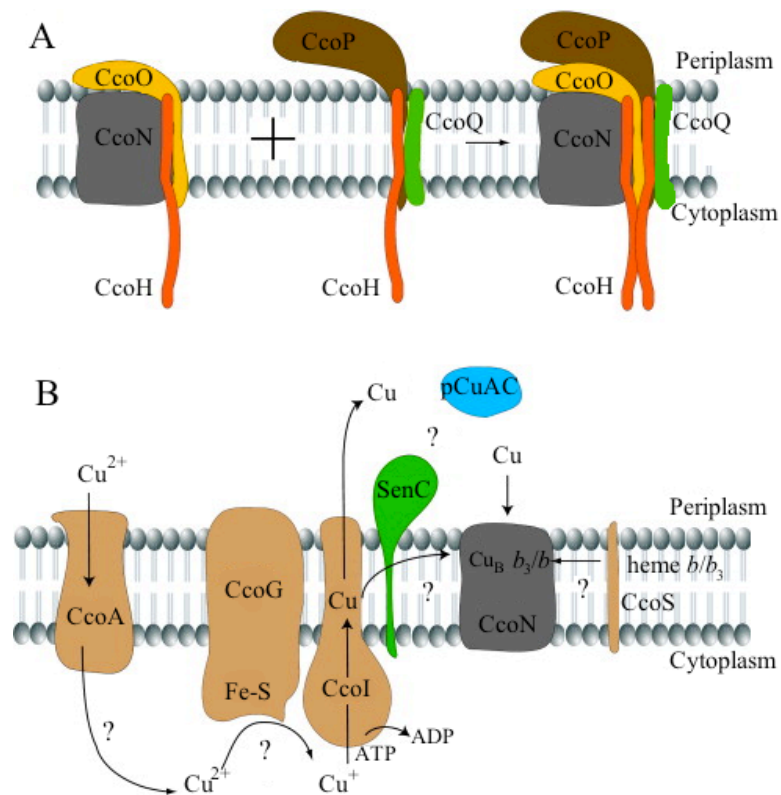 A
CcoP
CcoP
Periplasm
CcoO
CcoO
CcoN
CcoQ
CcoN
CcoQ
+
Cytoplasm
CcoH
CcoH
CcoH
B
Cu
pCuAC
?
Cu²⁺
Cu
SenC
Periplasm
CuB b₃/b
heme b/b₃
CcoG
Cu
?
?
CcoS
CcoA
CcoN
Cytoplasm
Fe-S
CcoI
?
?
ATP
ADP
Cu²⁺
Cu⁺